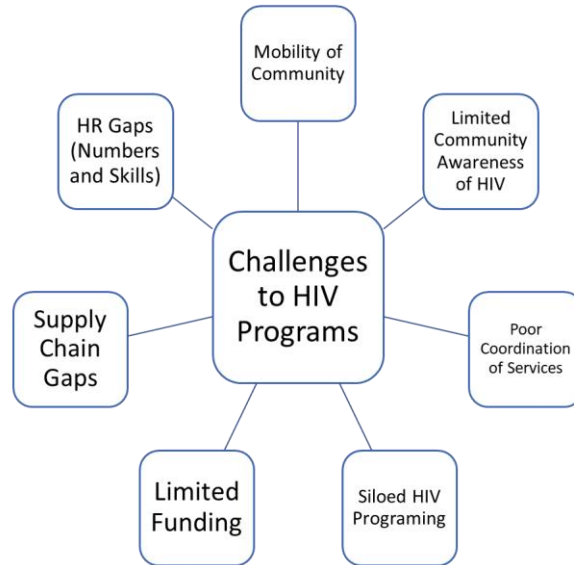 Mobility of
Community
Limited
Community
Awareness
of HIV
Poor
Coordination
of Services
Siloed HIV
Programing
Limited
Funding
Supply
Chain
Gaps
HR Gaps
(Numbers
and Skills)
Challenges
to HIV
Programs